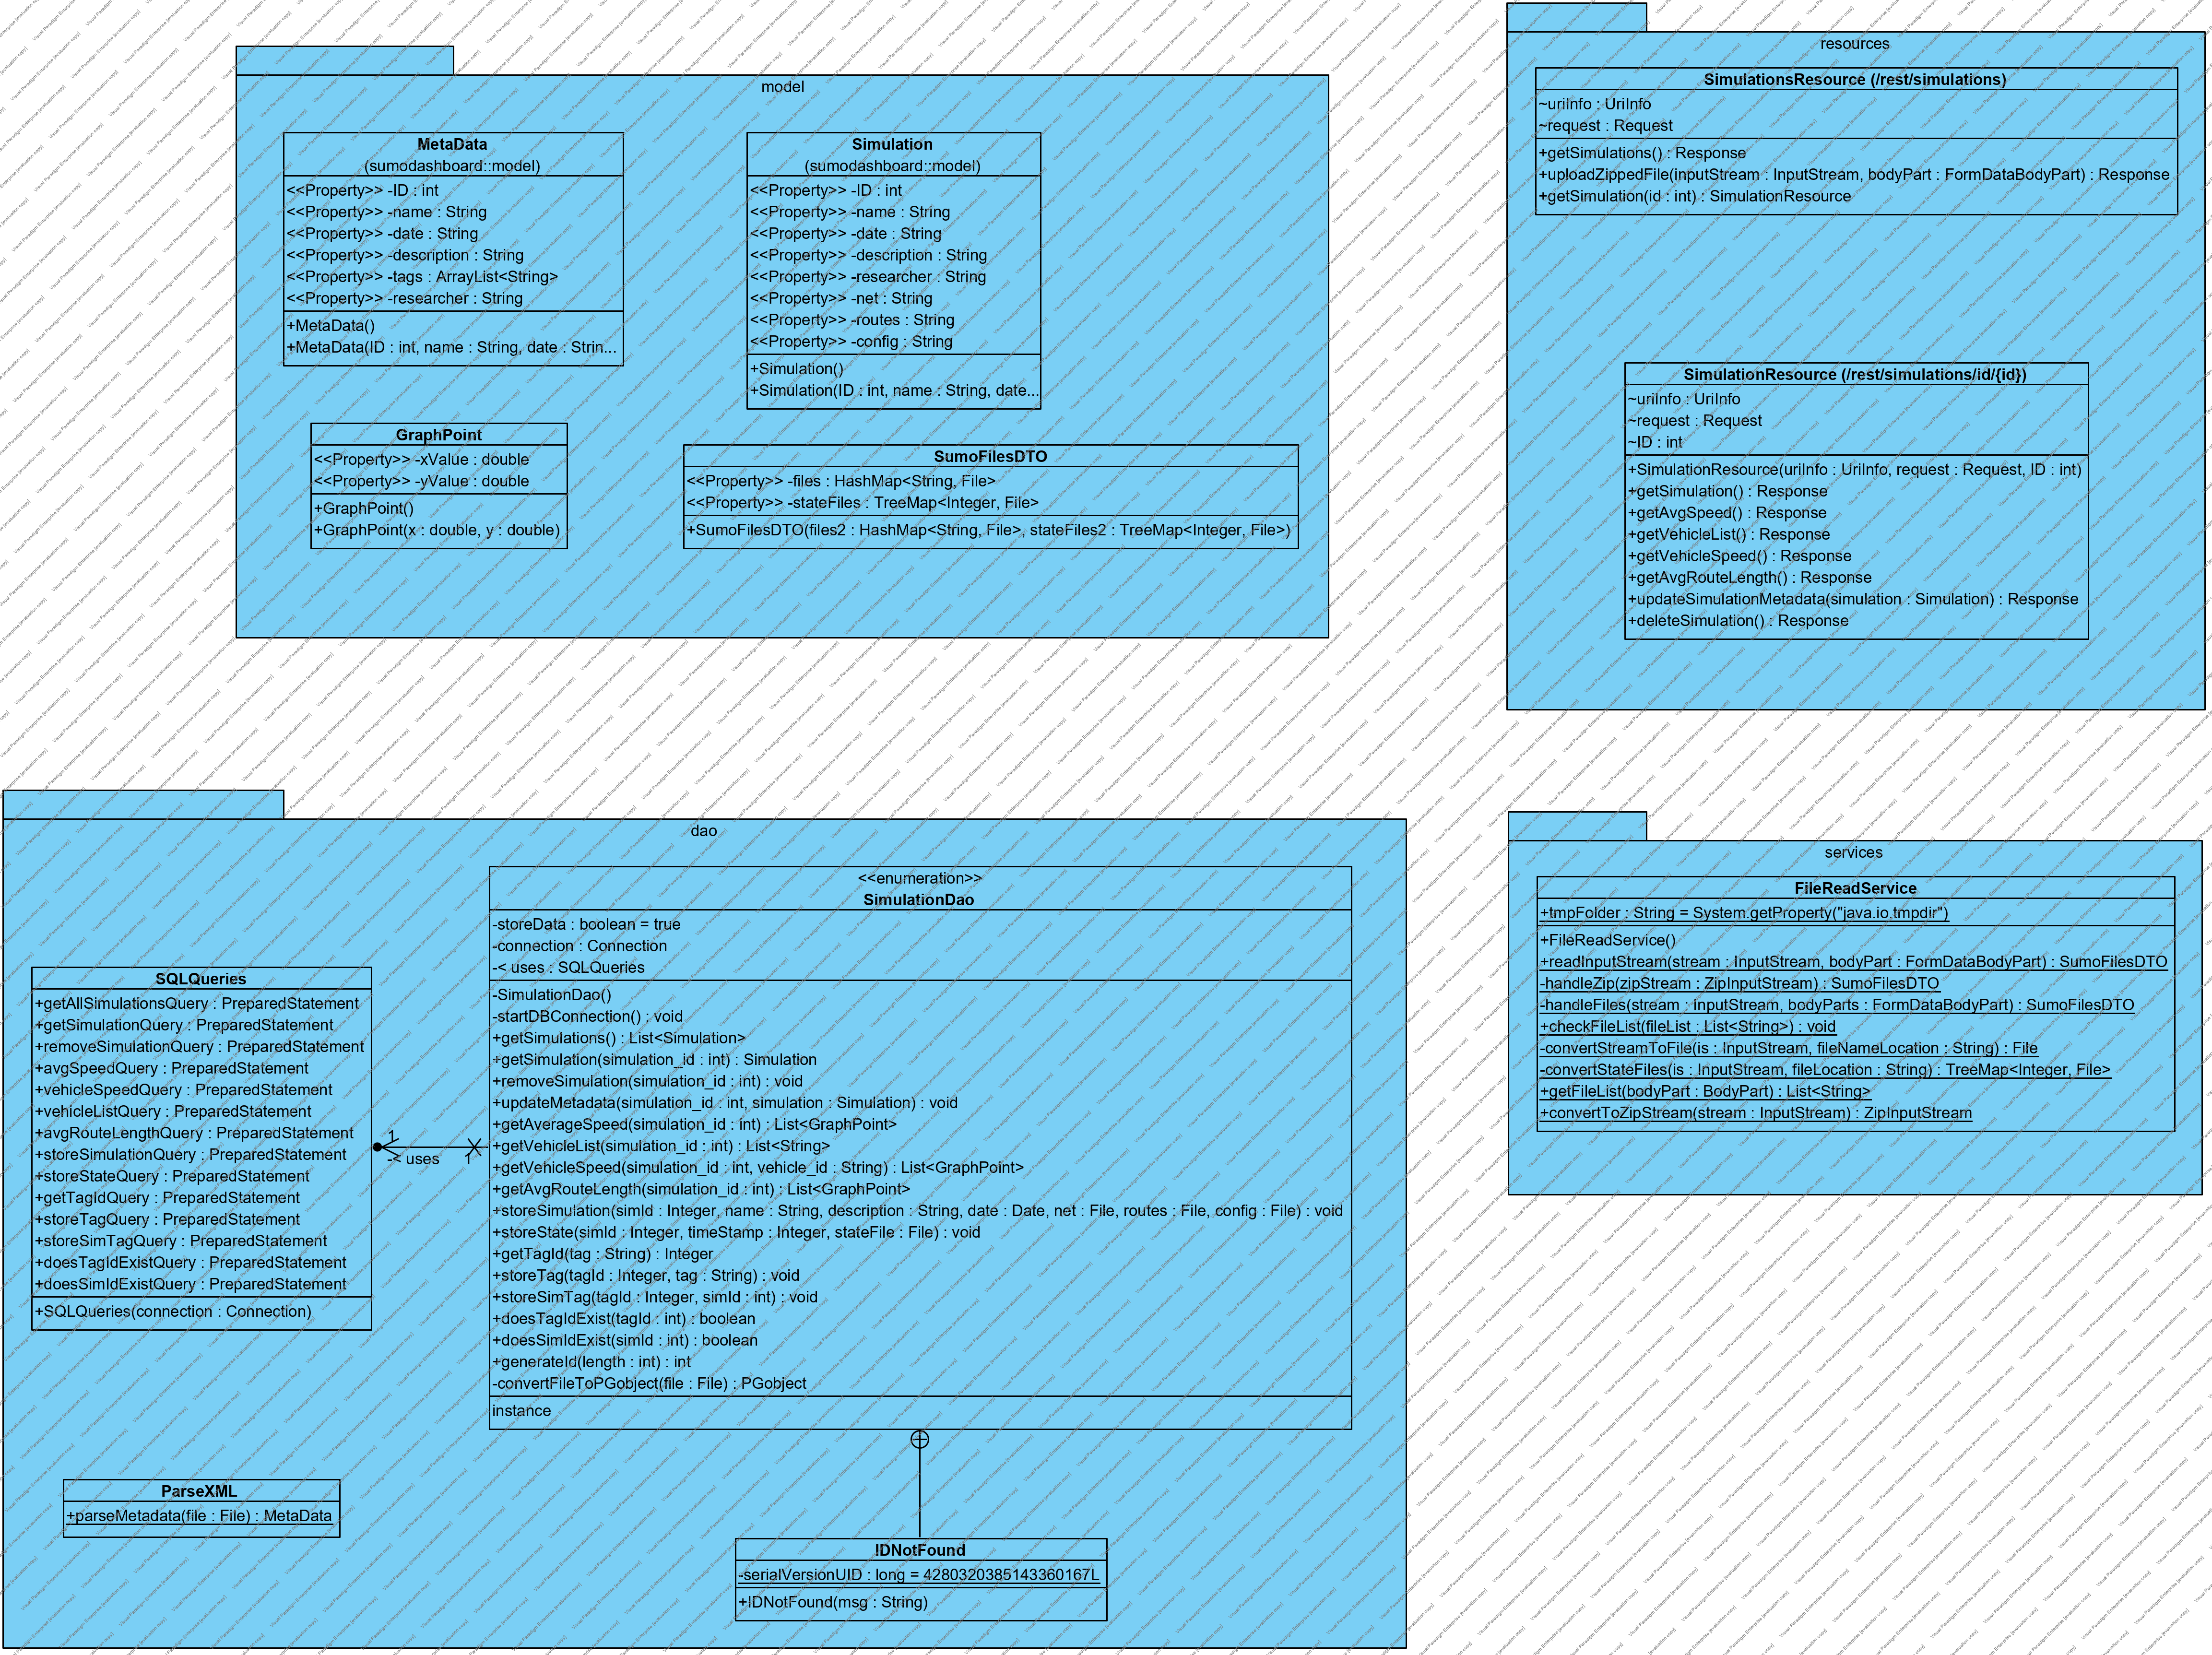 model
MetaData
(sumodashboard::model)
<<Property>> -ID : int
<<Property>> -name : String
<<Property>> -date : String
<<Property>> -description : String
<<Property>> -tags : ArrayList<String>
<<Property>> -researcher : String
+MetaData()
+MetaData(ID : int, name : String, date : Strin...
Simulation
(sumodashboard::model)
<<Property>> -ID : int
<<Property>> -name : String
<<Property>> -date : String
<<Property>> -description : String
<<Property>> -researcher : String
<<Property>> -net : String
<<Property>> -routes : String
<<Property>> -config : String
+Simulation()
+Simulation(ID : int, name : String, date...
GraphPoint
<<Property>> -xValue : double
<<Property>> -yValue : double
+GraphPoint()
+GraphPoint(x : double, y : double)
SumoFilesDTO
<<Property>> -files : HashMap<String, File>
<<Property>> -stateFiles : TreeMap<Integer, File>
+SumoFilesDTO(files2 : HashMap<String, File>, stateFiles2 : TreeMap<Integer, File>)
resources
SimulationsResource (/rest/simulations)
~uriInfo : UriInfo
~request : Request
+getSimulations() : Response
+uploadZippedFile(inputStream : InputStream, bodyPart : FormDataBodyPart) : Response
+getSimulation(id : int) : SimulationResource
SimulationResource (/rest/simulations/id/{id})
~uriInfo : UriInfo
~request : Request
~ID : int
+SimulationResource(uriInfo : UriInfo, request : Request, ID : int)
+getSimulation() : Response
+getAvgSpeed() : Response
+getVehicleList() : Response
+getVehicleSpeed() : Response
+getAvgRouteLength() : Response
+updateSimulationMetadata(simulation : Simulation) : Response
+deleteSimulation() : Response
dao
SQLQueries
+getAllSimulationsQuery : PreparedStatement
+getSimulationQuery : PreparedStatement
+removeSimulationQuery : PreparedStatement
+avgSpeedQuery : PreparedStatement
+vehicleSpeedQuery : PreparedStatement
+vehicleListQuery : PreparedStatement
+avgRouteLengthQuery : PreparedStatement
+storeSimulationQuery : PreparedStatement
+storeStateQuery : PreparedStatement
+getTagIdQuery : PreparedStatement
+storeTagQuery : PreparedStatement
+storeSimTagQuery : PreparedStatement
+doesTagIdExistQuery : PreparedStatement
+doesSimIdExistQuery : PreparedStatement
+SQLQueries(connection : Connection)
1
-< uses
1
<<enumeration>>
SimulationDao
-storeData : boolean = true
-connection : Connection
-< uses : SQLQueries
-SimulationDao()
-startDBConnection() : void
+getSimulations() : List<Simulation>
+getSimulation(simulation_id : int) : Simulation
+removeSimulation(simulation_id : int) : void
+updateMetadata(simulation_id : int, simulation : Simulation) : void
+getAverageSpeed(simulation_id : int) : List<GraphPoint>
+getVehicleList(simulation_id : int) : List<String>
+getVehicleSpeed(simulation_id : int, vehicle_id : String) : List<GraphPoint>
+getAvgRouteLength(simulation_id : int) : List<GraphPoint>
+storeSimulation(simId : Integer, name : String, description : String, date : Date, net : File, routes : File, config : File) : void
+storeState(simId : Integer, timeStamp : Integer, stateFile : File) : void
+getTagId(tag : String) : Integer
+storeTag(tagId : Integer, tag : String) : void
+storeSimTag(tagId : Integer, simId : int) : void
+doesTagIdExist(tagId : int) : boolean
+doesSimIdExist(simId : int) : boolean
+generateId(length : int) : int
-convertFileToPGobject(file : File) : PGobject
instance
ParseXML
+parseMetadata(file : File) : MetaData
IDNotFound
-serialVersionUID : long = 4280320385143360167L
+IDNotFound(msg : String)
services
FileReadService
+tmpFolder : String = System.getProperty("java.io.tmpdir")
+FileReadService()
+readInputStream(stream : InputStream, bodyPart : FormDataBodyPart) : SumoFilesDTO
-handleZip(zipStream : ZipInputStream) : SumoFilesDTO
-handleFiles(stream : InputStream, bodyParts : FormDataBodyPart) : SumoFilesDTO
+checkFileList(fileList : List<String>) : void
-convertStreamToFile(is : InputStream, fileNameLocation : String) : File
-convertStateFiles(is : InputStream, fileLocation : String) : TreeMap<Integer, File>
+getFileList(bodyPart : BodyPart) : List<String>
+convertToZipStream(stream : InputStream) : ZipInputStream
Visual Paradigm Enterprise [evaluation copy]